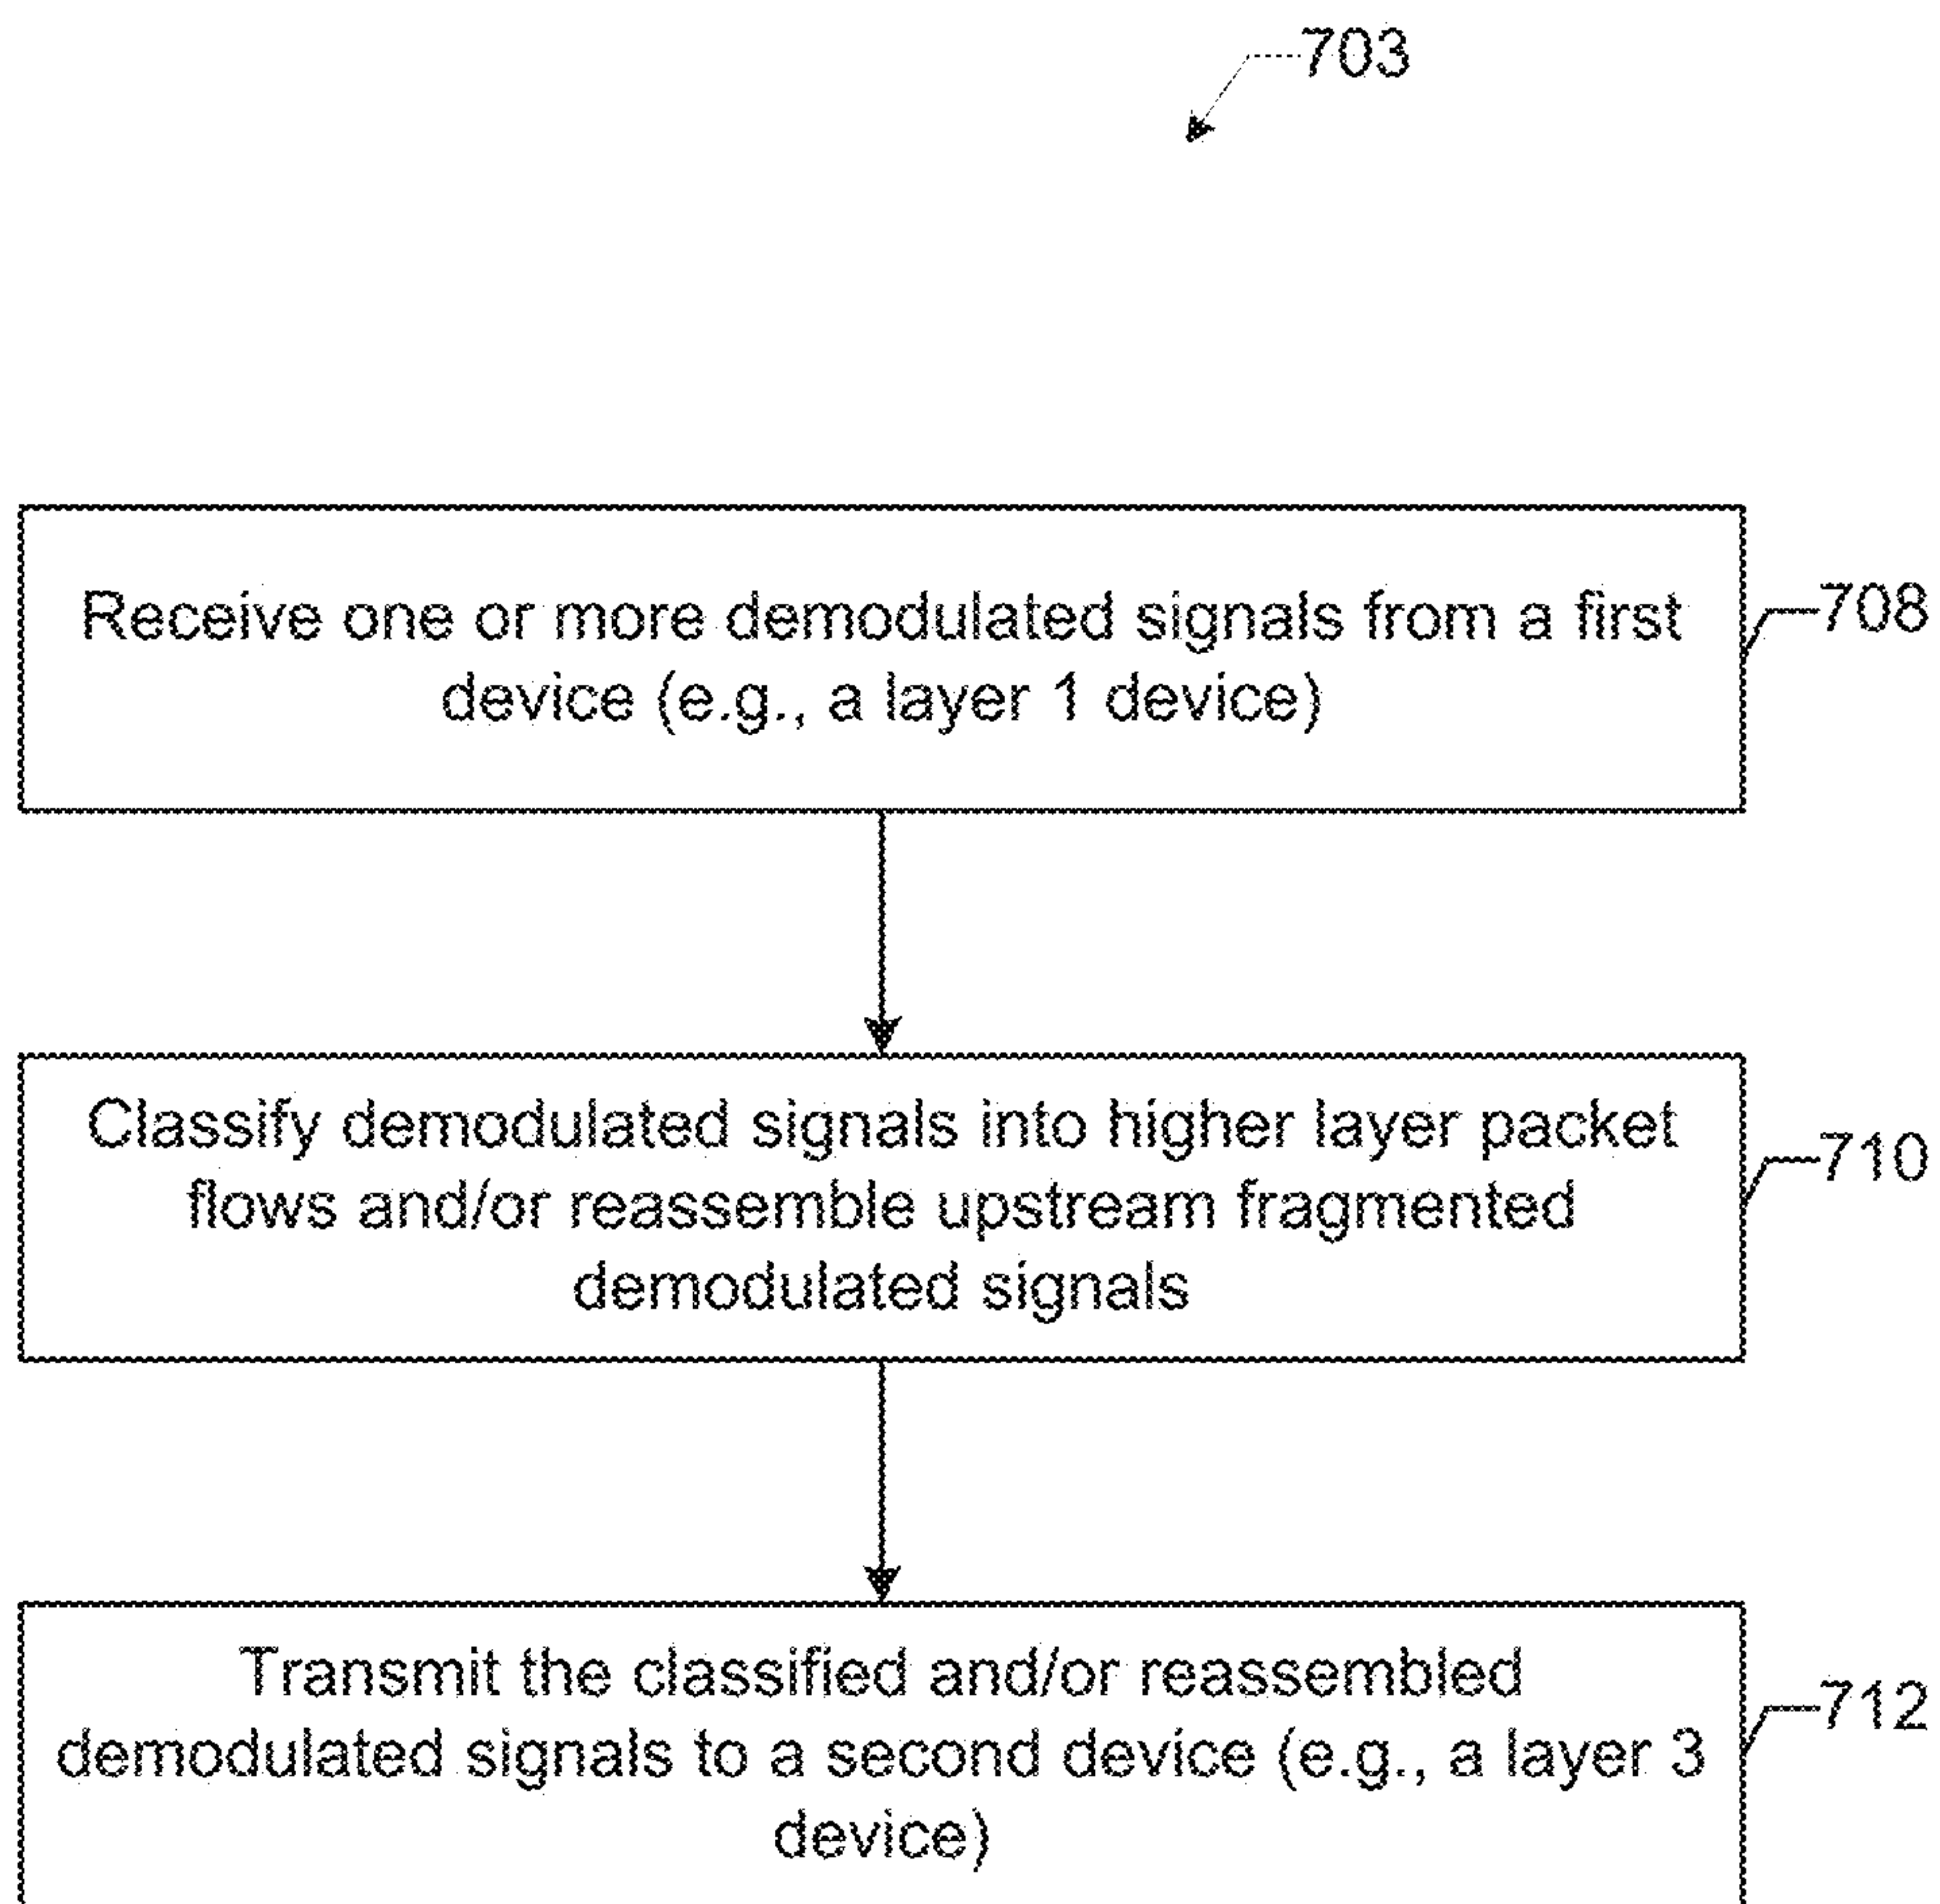 703
Receive one or more demodulated signals from a first
device (e.g., a layer 1 device)
708
Classify demodulated signals into higher layer packet
flows and/or reassemble upstream fragmented
demodulated signals
710
Transmit the classified and/or reassembled
demodulated signals to a second device (e.g., a layer 3
device)
712